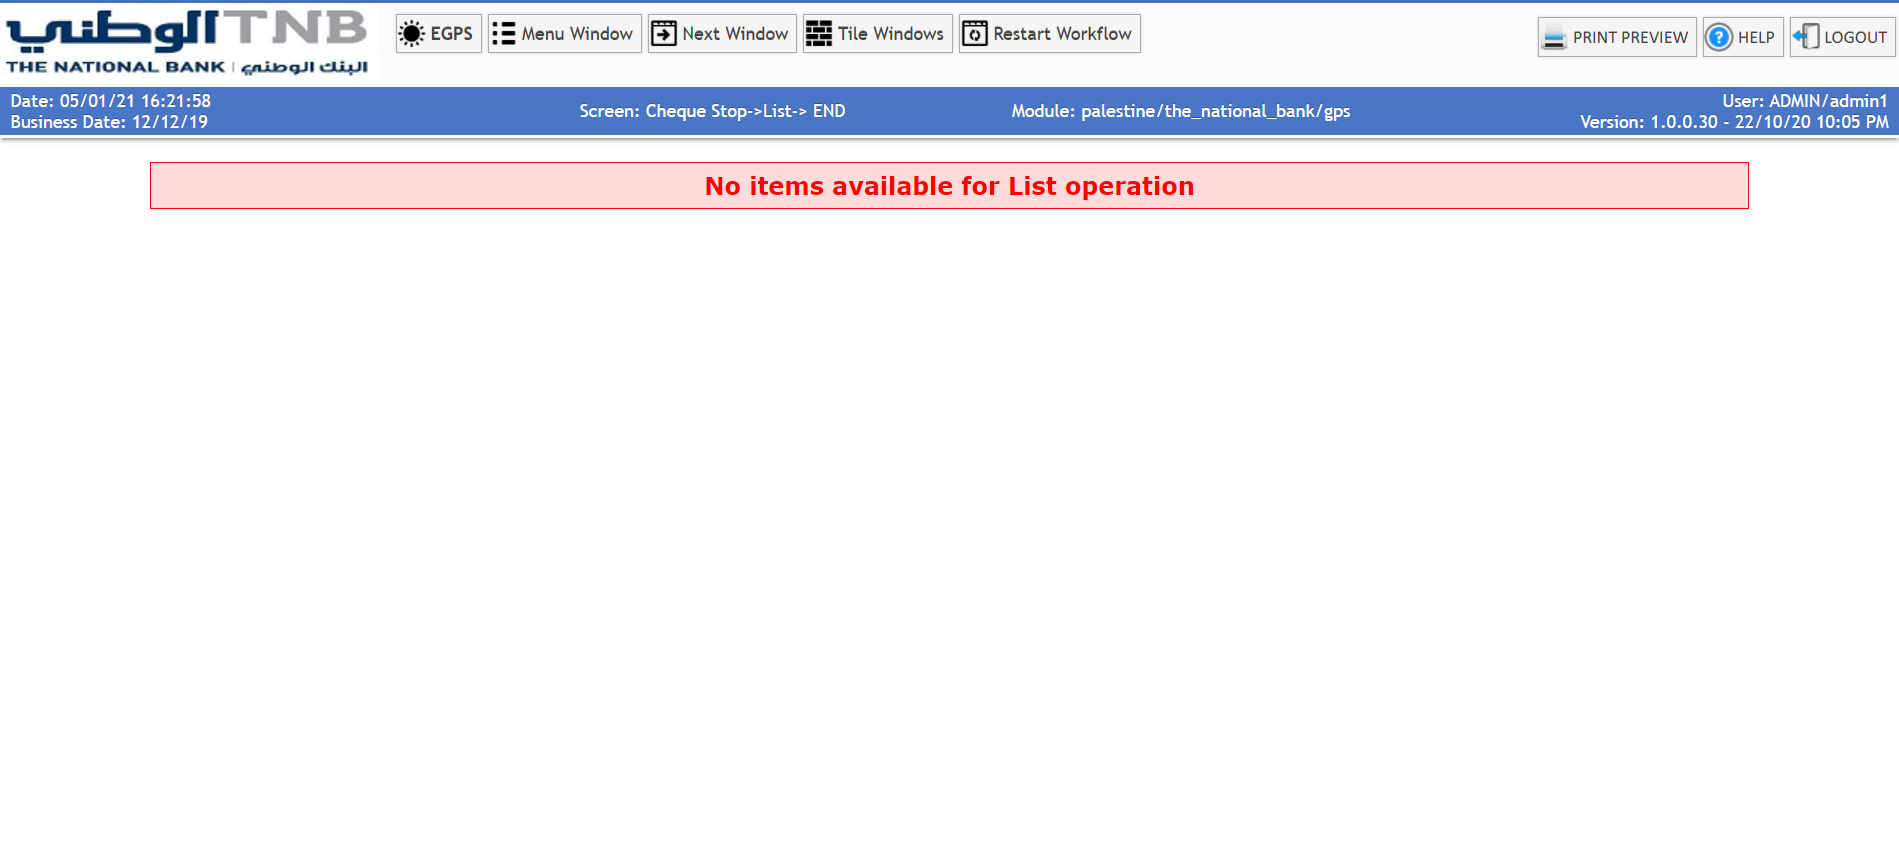 الوطني TNB
THE NATIONAL BANK | البنك الوطني
EGPS
Menu Window
Next Window
Tile Windows
Restart Workflow
PRINT PREVIEW
HELP
LOGOUT
Date: 05/01/21 16:21:58
Business Date: 12/12/19
Screen: Cheque Stop->List-> END
Module: palestine/the_national_bank/gps
User: ADMIN/admin1
Version: 1.0.0.30 - 22/10/20 10:05 PM
No items available for List operation